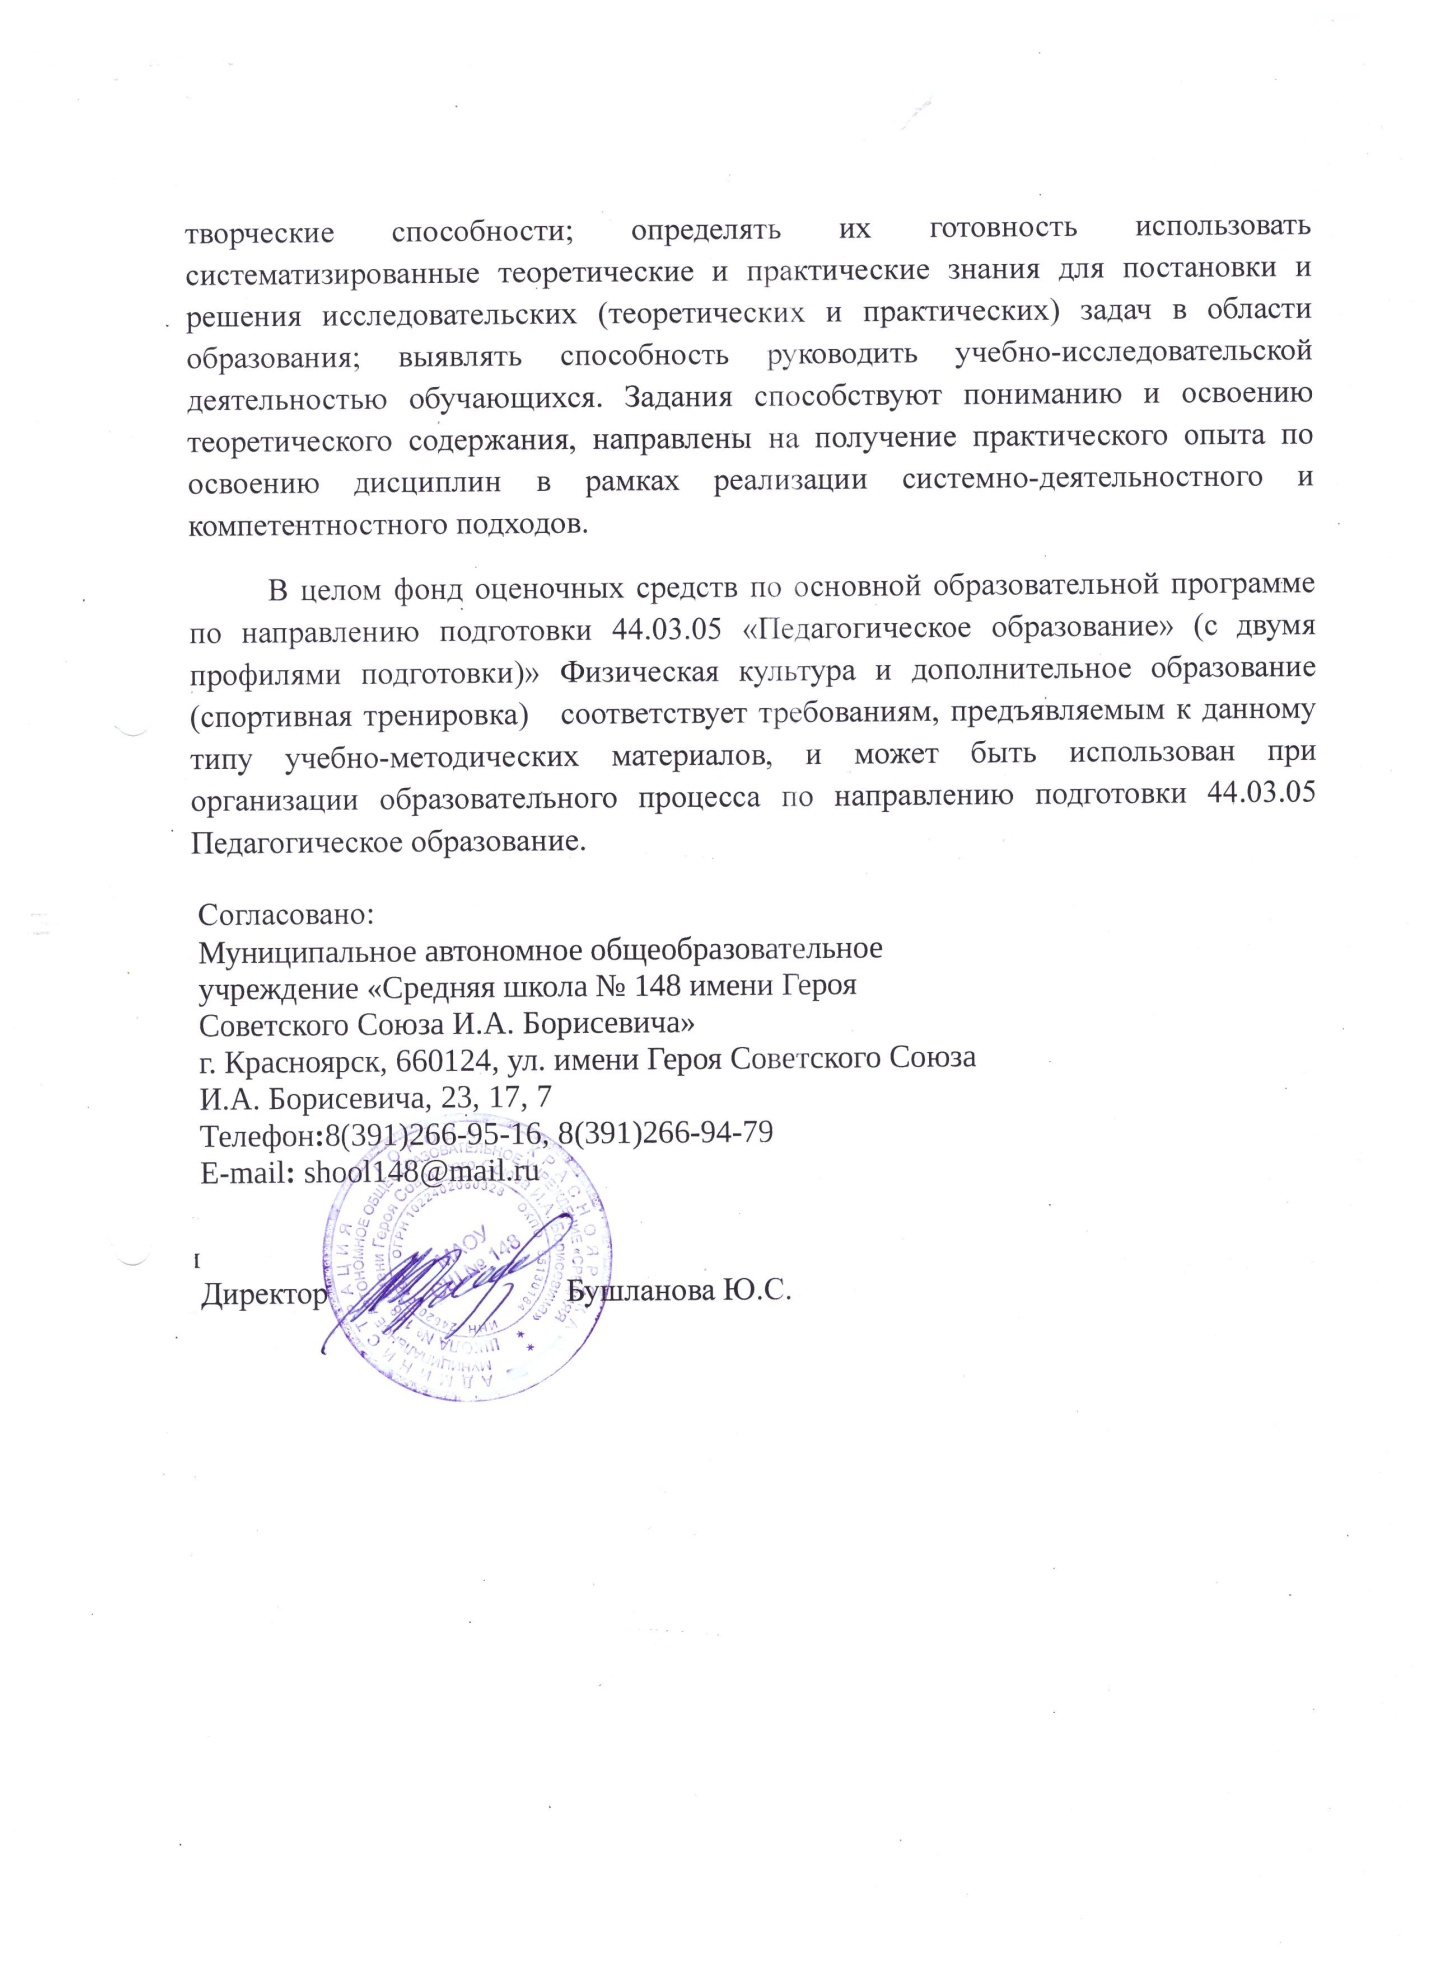 творческие способности; определять их готовность использовать
систематизированные теоретические и практические знания для постановки и
решения исследовательских (теоретических и практических) задач в области
образования; выявлять способность руководить учебно-исследовательской
деятельностью обучающихся. Задания способствуют пониманию и освоению
теоретического содержания, направлены на получение практического опыта по
освоению дисциплин в рамках реализации системно-деятельностного и
компетентностного подходов.
В целом фонд оценочных средств по основной образовательной программе
по направлению подготовки 44.03.05 «Педагогическое образование» (с двумя
профилями подготовки)» Физическая культура и дополнительное образование
(спортивная тренировка) соответствует требованиям, предъявляемым к данному
типу учебно-методических материалов, и может быть использован при
организации образовательного процесса по направлению подготовки 44.03.05
Педагогическое образование.
Согласовано:
Муниципальное автономное общеобразовательное
учреждение «Средняя школа № 148 имени Героя
Советского Союза И.А. Борисевича»
г. Красноярск, 660124, ул. имени Героя Советского Союза
И.А. Борисевича, 23, 17, 7
Телефон:8(391)266-95-16, 8(391)266-94-79
E-mail: shool148@mail.ru
Директор Бушланова Ю.С.
МАОУ
СШ № 148